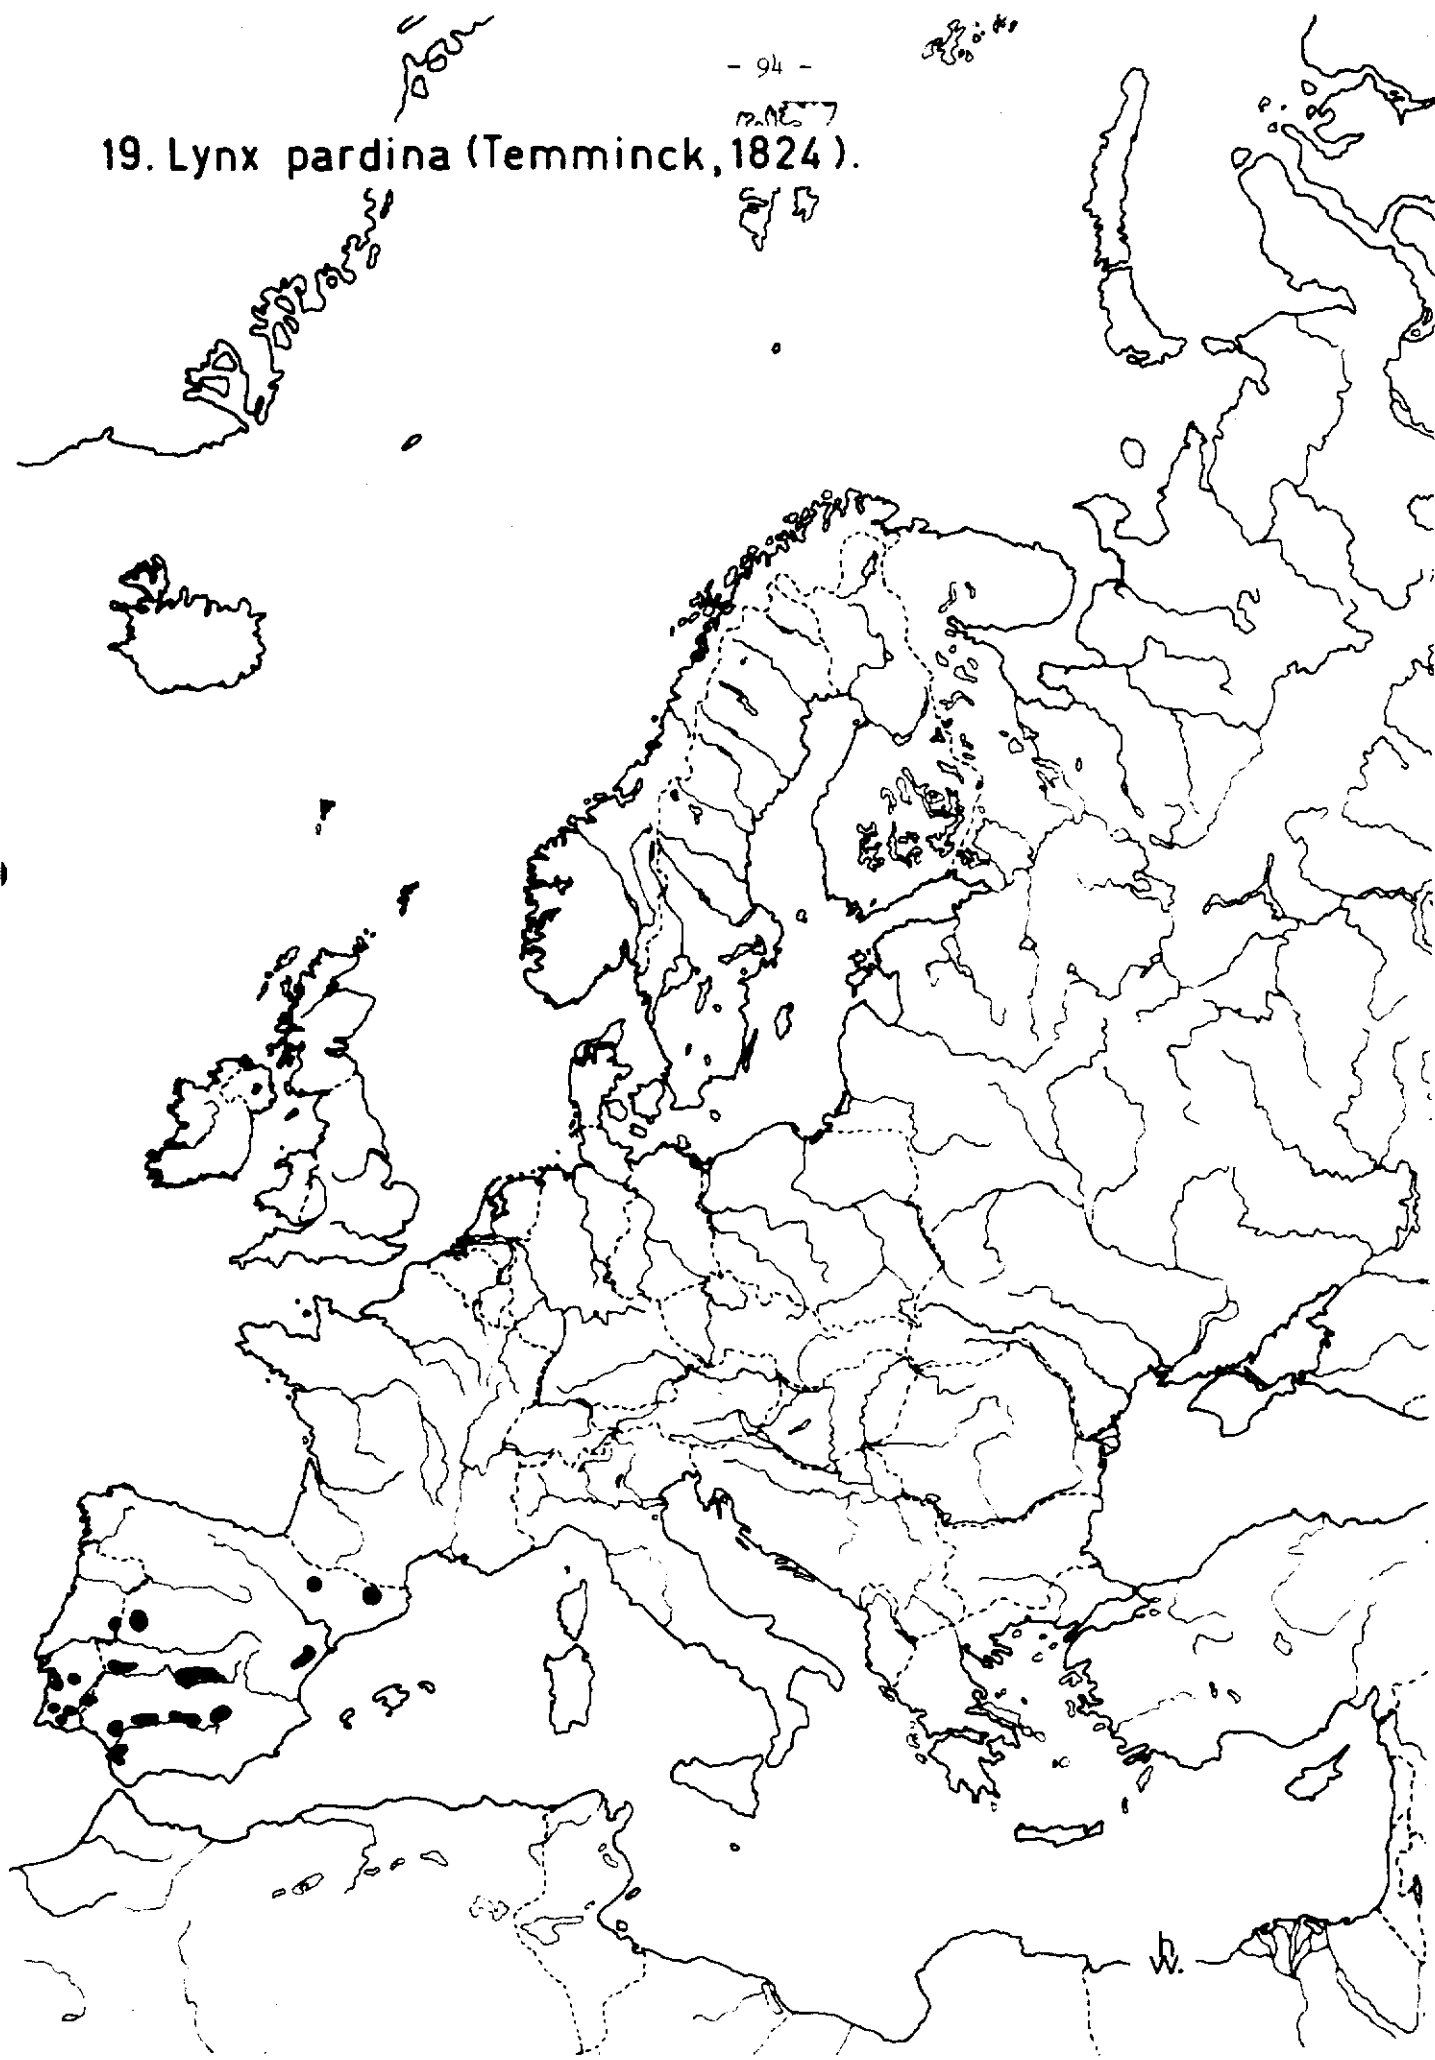 - 94 -
19. Lynx pardina (Temminck, 1824).